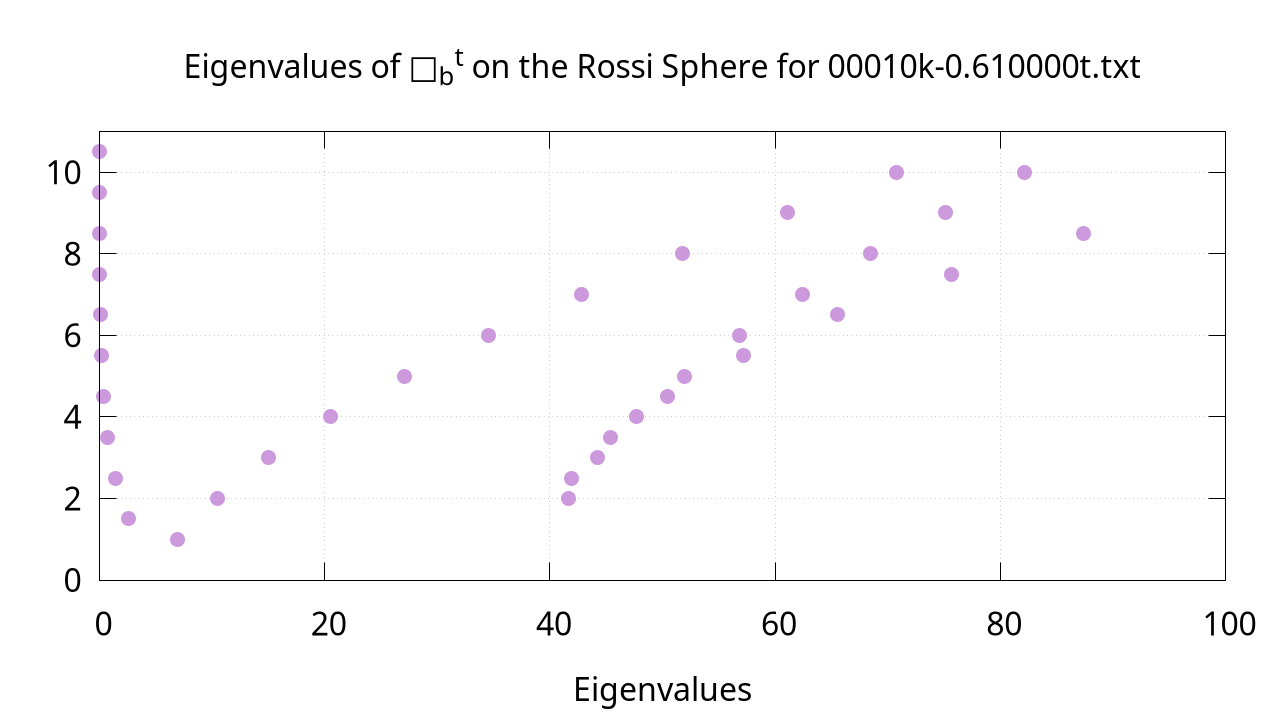 Eigenvalues of □bᵗ on the Rossi Sphere for 00010k-0.610000t.txt
10
8
6
4
2
0
0 20 40 60 80 100
Eigenvalues